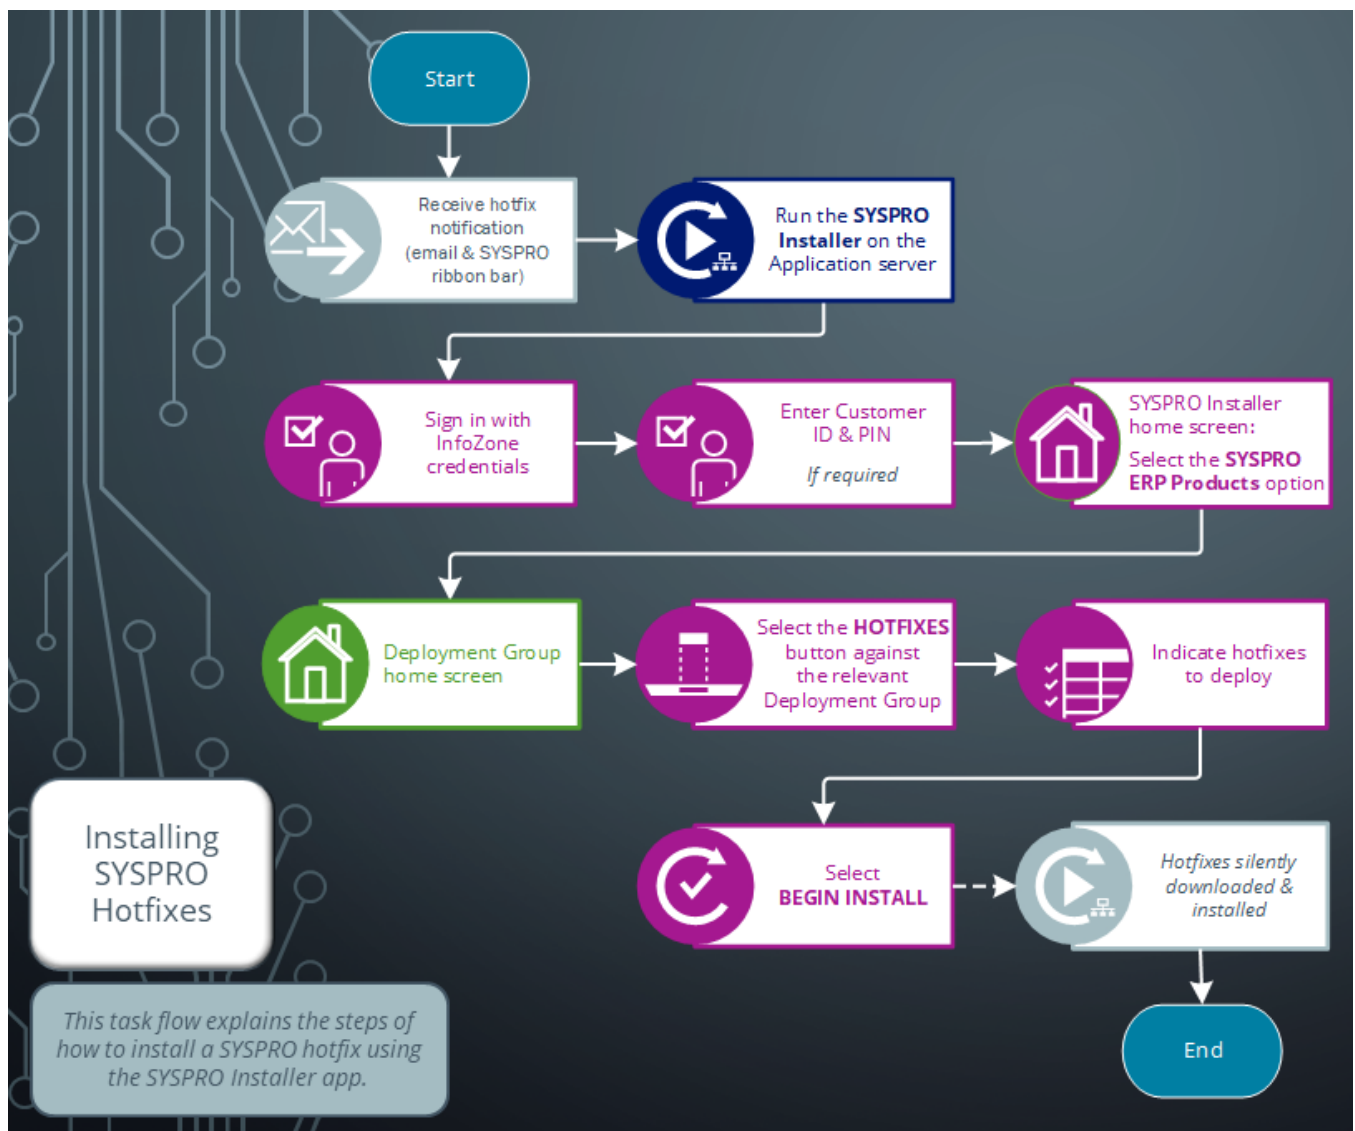 Start
Receive hotfix
notification
(email & SYSPRO
ribbon bar)
Run the SYSPRO
Installer on the
Application server
Sign in with
InfoZone
credentials
Enter Customer
ID & PIN
If required
SYSPRO Installer
home screen:
Select the SYSPRO
ERP Products option
Deployment Group
home screen
Select the HOTFIXES
button against
the relevant
Deployment Group
Indicate hotfixes
to deploy
Select
BEGIN INSTALL
Hotfixes silently
downloaded &
installed
End
Installing
SYSPRO
Hotfixes
This task flow explains the steps of
how to install a SYSPRO hotfix using
the SYSPRO Installer app.